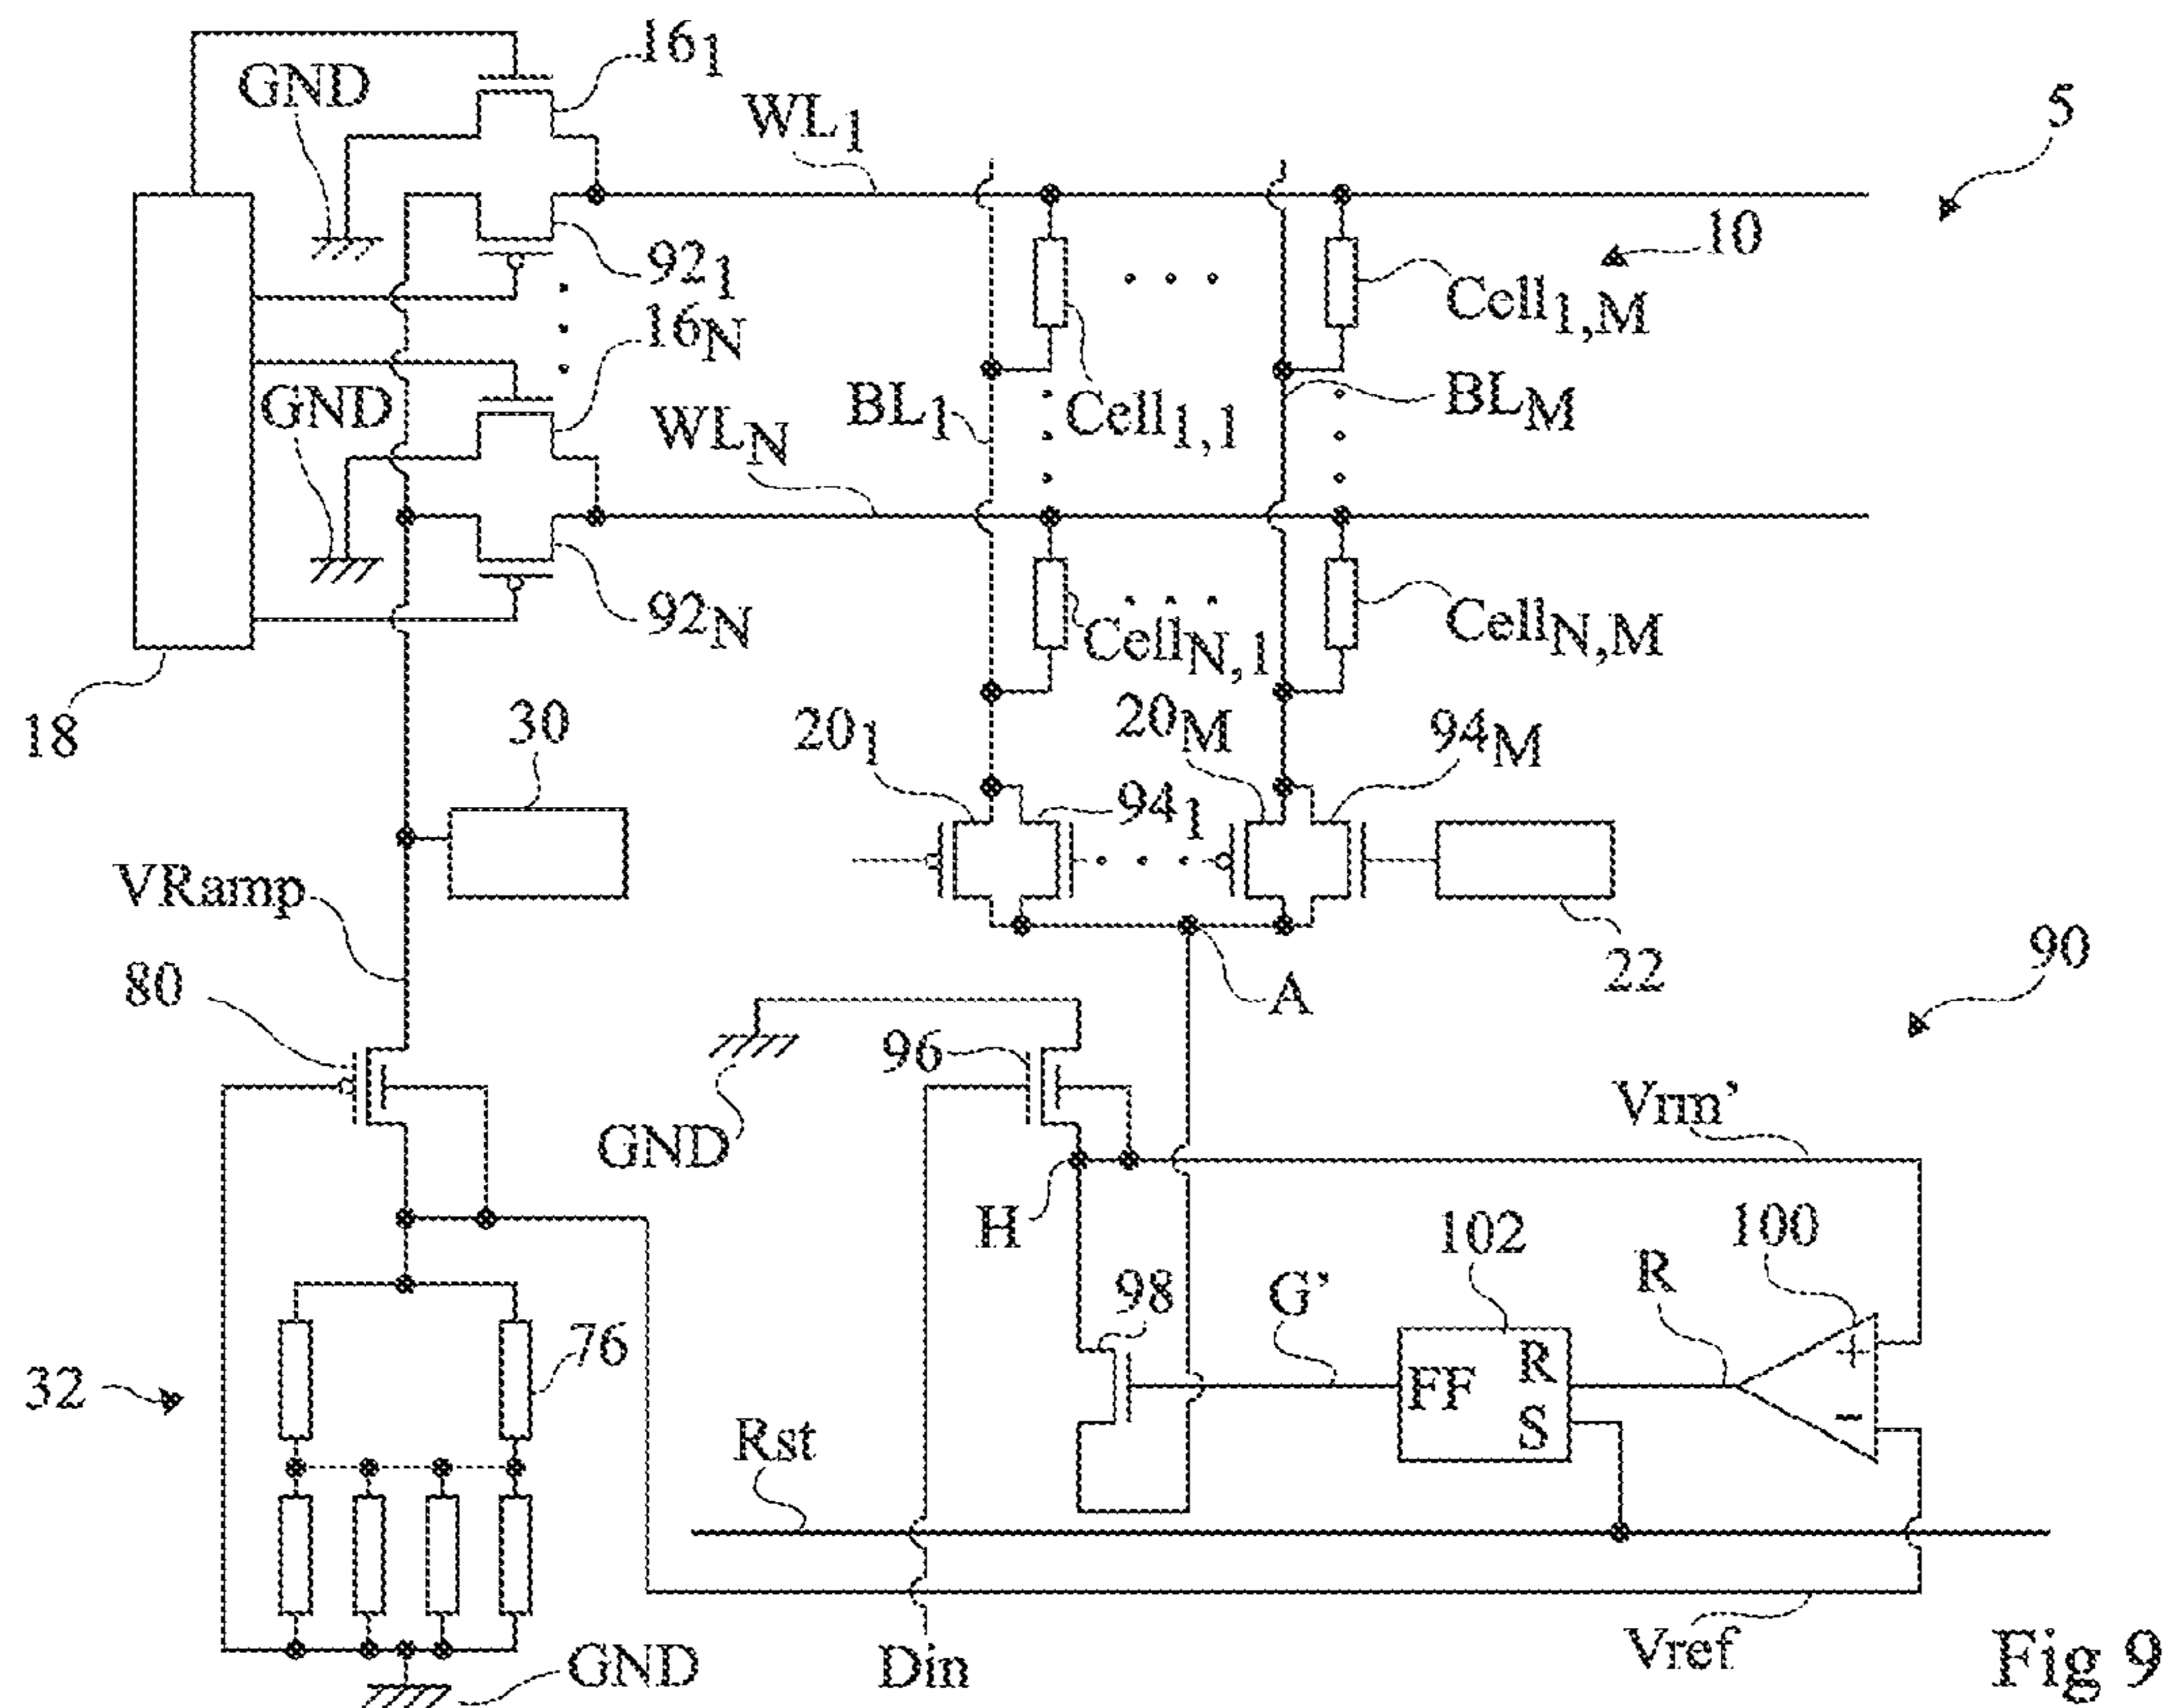 16₁
GND
WL₁
5
10
92₁
Cell₁,M
16N
GND
BL₁
Cell₁,₁
BLM
WLN
92N
CellN,₁
CellN,M
18
30
20₁
20M
94M
94₁
VRamp
22
90
80
A
96
GND
Vrm'
H
102
100
98
G'
R
76
32
FF
R
S
+
-
Rst
GND
Din
Vref
Fig 9